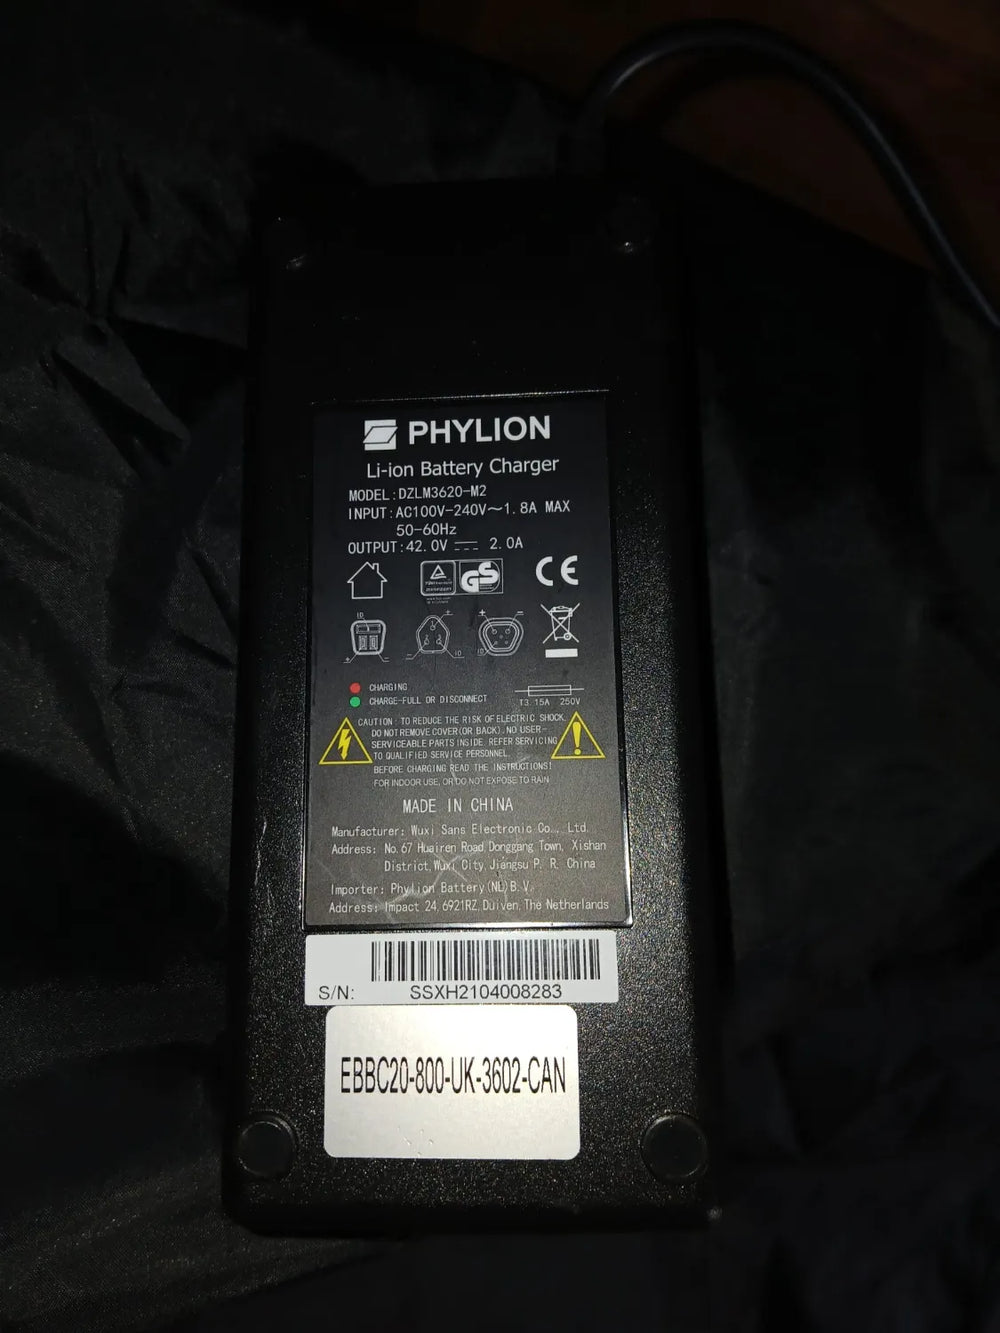 PHYLION
Li-ion Battery Charger
MODEL:DZLM3620-M2
INPUT:AC100V-240V~1.8A MAX
50-60Hz
OUTPUT:42.0V 2.0A
GS
CE
ID
+
-
+
-
ID
+
-
ID
CHARGING
CHARGE-FULL OR DISCONNECT
T3.15A 250V
CAUTION: TO REDUCE THE RISK OF ELECTRIC SHOCK,
DO NOT REMOVE COVER (OR BACK). NO USER-
SERVICEABLE PARTS INSIDE. REFER SERVICING
TO QUALIFIED SERVICE PERSONNEL.
BEFORE CHARGING READ THE INSTRUCTIONS!
FOR INDOOR USE, OR DO NOT EXPOSE TO RAIN
MADE IN CHINA
Manufacturer: Wuxi Sans Electronic Co., Ltd.
Address: No.67 Huairen Road Donggang Town, Xishan
District,Wuxi City, Jiangsu P. R. China
Importer: Phylion Battery(NL)B.V.
Address: Impact 24,6921RZ,Duiven,The Netherlands
S/N: SSXH2104008283
EBBC20-800-UK-3602-CAN